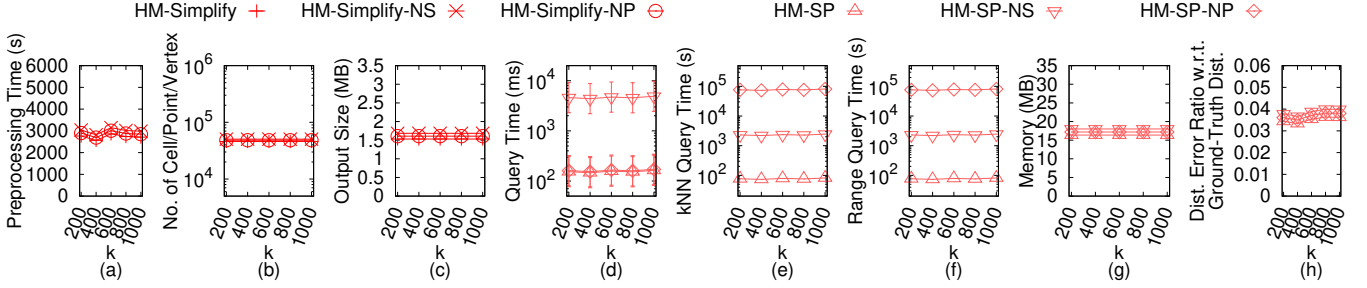 HM-Simplify HM-Simplify-NS HM-Simplify-NP HM-SP HM-SP-NS HM-SP-NP
Preprocessing Time (s)
6000
5000
4000
3000
2000
1000
0
200 400 600 800 1000
k
(a)
No. of Cell/Point/Vertex
10^6
10^5
10^4
200 400 600 800 1000
k
(b)
Output Size (MB)
3.5
3
2.5
2
1.5
1
0.5
0
200 400 600 800 1000
k
(c)
Query Time (ms)
10^4
10^3
10^2
200 400 600 800 1000
k
(d)
kNN Query Time (s)
10^5
10^4
10^3
10^2
200 400 600 800 1000
k
(e)
Range Query Time (s)
10^5
10^4
10^3
10^2
200 400 600 800 1000
k
(f)
Memory (MB)
35
30
25
20
15
10
5
0
200 400 600 800 1000
k
(g)
Dist. Error Ratio w.r.t.
Ground-Truth Dist.
0.06
0.05
0.04
0.03
0.02
0.01
0
200 400 600 800 1000
k
(h)